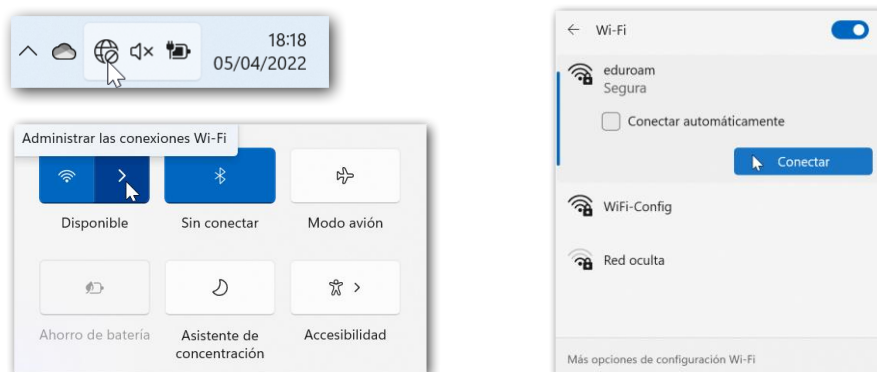 18:18
05/04/2022
Administrar las conexiones Wi-Fi
Disponible
Sin conectar
Modo avión
Ahorro de batería
Asistente de
concentración
Accesibilidad
Wi-Fi
eduroam
Segura
Conectar automáticamente
Conectar
WiFi-Config
Red oculta
Más opciones de configuración Wi-Fi